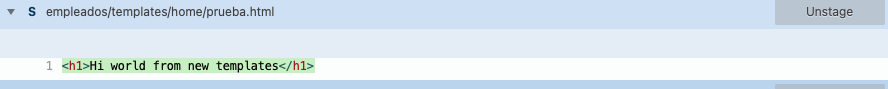 S empleados/templates/home/prueba.html Unstage
1 <h1>Hi world from new templates</h1>